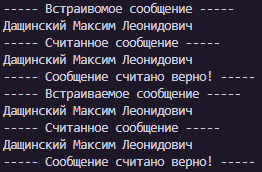 ----- Встраивомое сообщение -----
Дащинский Максим Леонидович
----- Считанное сообщение -----
Дащинский Максим Леонидович
----- Сообщение считано верно! -----
----- Встраиваемое сообщение -----
Дащинский Максим Леонидович
----- Считанное сообщение -----
Дащинский Максим Леонидович
----- Сообщение считано верно! -----